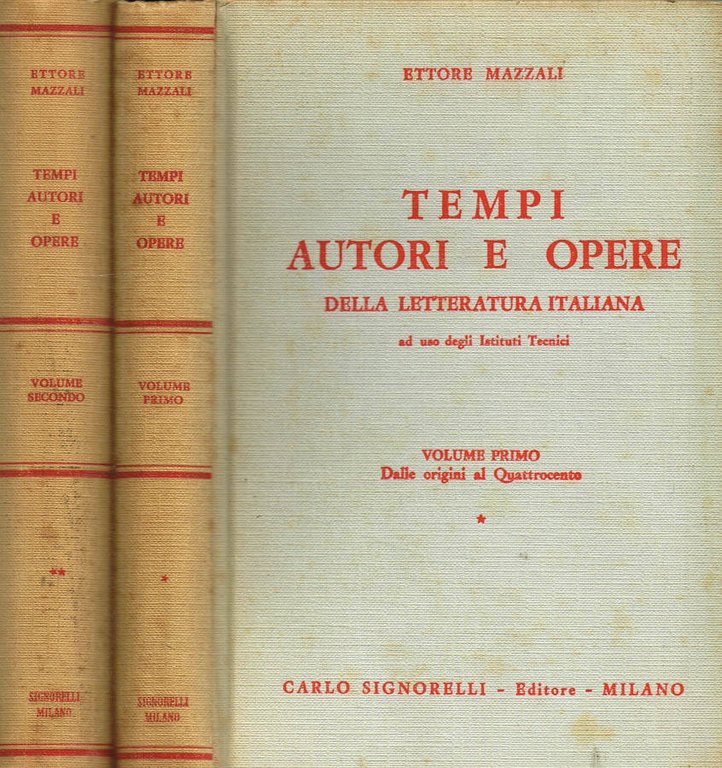 ETTORE
MAZZALI
TEMPI
AUTORI
E
OPERE
VOLUME
SECONDO
**
SIGNORELLI
MILANO
ETTORE
MAZZALI
TEMPI
AUTORI
E
OPERE
VOLUME
PRIMO
*
SIGNORELLI
MILANO
ETTORE MAZZALI
TEMPI
AUTORI E OPERE
DELLA LETTERATURA ITALIANA
ad uso degli Istituti Tecnici
VOLUME PRIMO
Dalle origini al Quattrocento
*
CARLO SIGNORELLI - Editore - MILANO